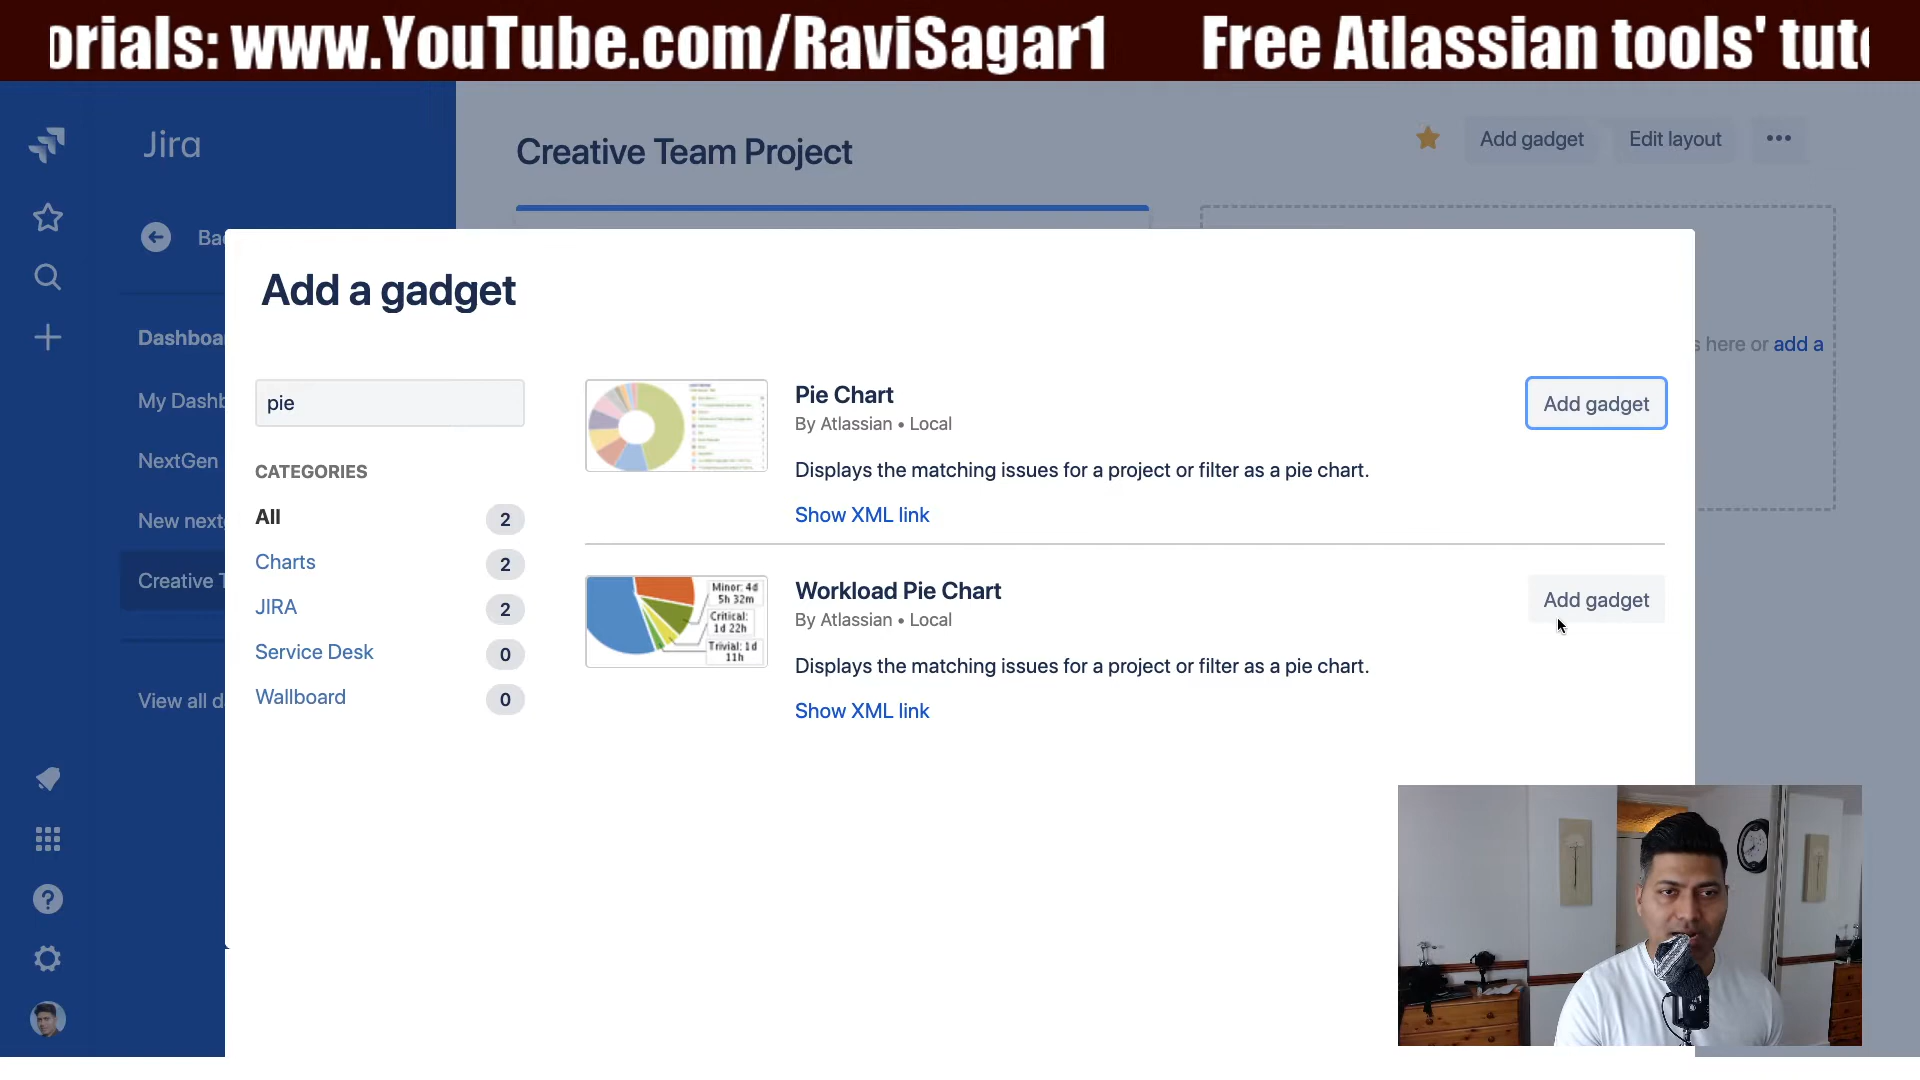 orials: www.YouTube.com/RaviSagar1 Free Atlassian tools' tuto
Jira
Creative Team Project
Add gadget
Edit layout
Bac
Add a gadget
Dashboar
s here or add a
pie
Pie Chart
By Atlassian • Local
Add gadget
My Dashb
NextGen
Displays the matching issues for a project or filter as a pie chart.
CATEGORIES
All 2
Show XML link
New nextg
Charts 2
Creative T
JIRA 2
Workload Pie Chart
By Atlassian • Local
Add gadget
Minor: 4d
5h 32m
Critical:
1d 22h
Trivial: 1d
11h
Service Desk 0
Displays the matching issues for a project or filter as a pie chart.
Wallboard 0
View all d
Show XML link